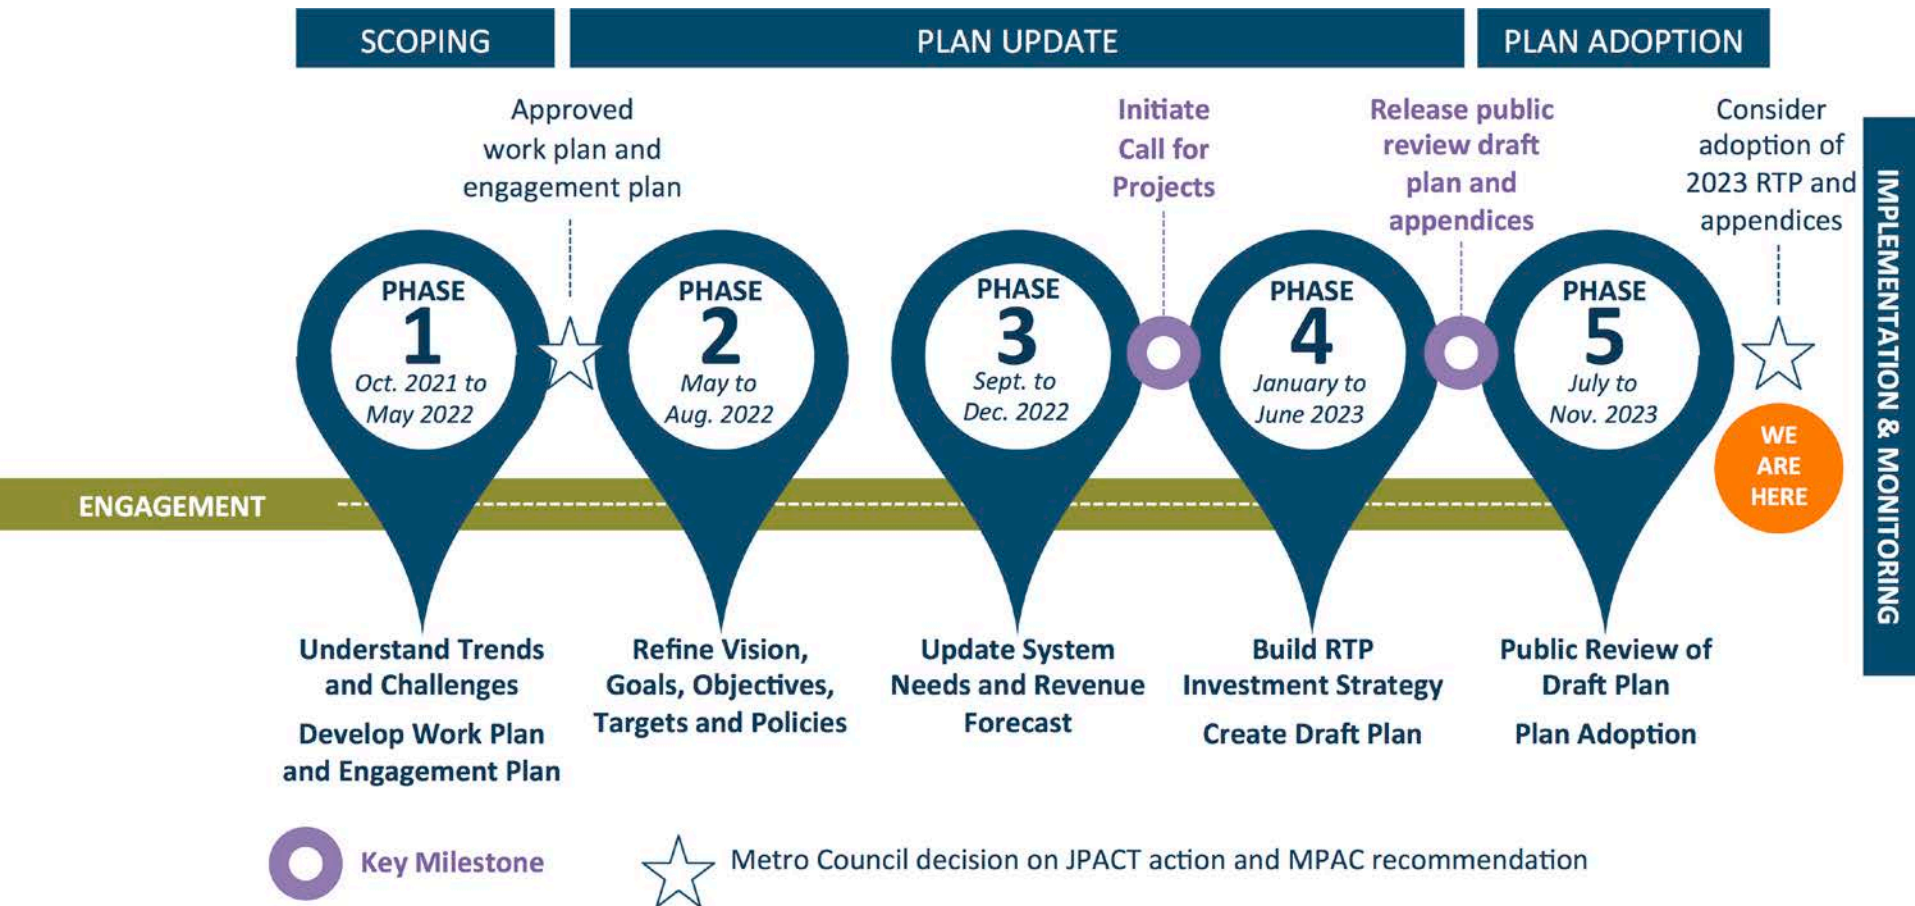 SCOPING
PLAN UPDATE
PLAN ADOPTION
Approved
work plan and
engagement plan
Initiate
Call for
Projects
Release public
review draft
plan and
appendices
Consider
adoption of
2023 RTP and
appendices
PHASE
1
Oct. 2021 to
May 2022
PHASE
2
May to
Aug. 2022
PHASE
3
Sept. to
Dec. 2022
PHASE
4
January to
June 2023
PHASE
5
July to
Nov. 2023
WE
ARE
HERE
IMPLEMENTATION & MONITORING
ENGAGEMENT
Understand Trends
and Challenges
Develop Work Plan
and Engagement Plan
Refine Vision,
Goals, Objectives,
Targets and Policies
Update System
Needs and Revenue
Forecast
Build RTP
Investment Strategy
Create Draft Plan
Public Review of
Draft Plan
Plan Adoption
Key Milestone
Metro Council decision on JPACT action and MPAC recommendation